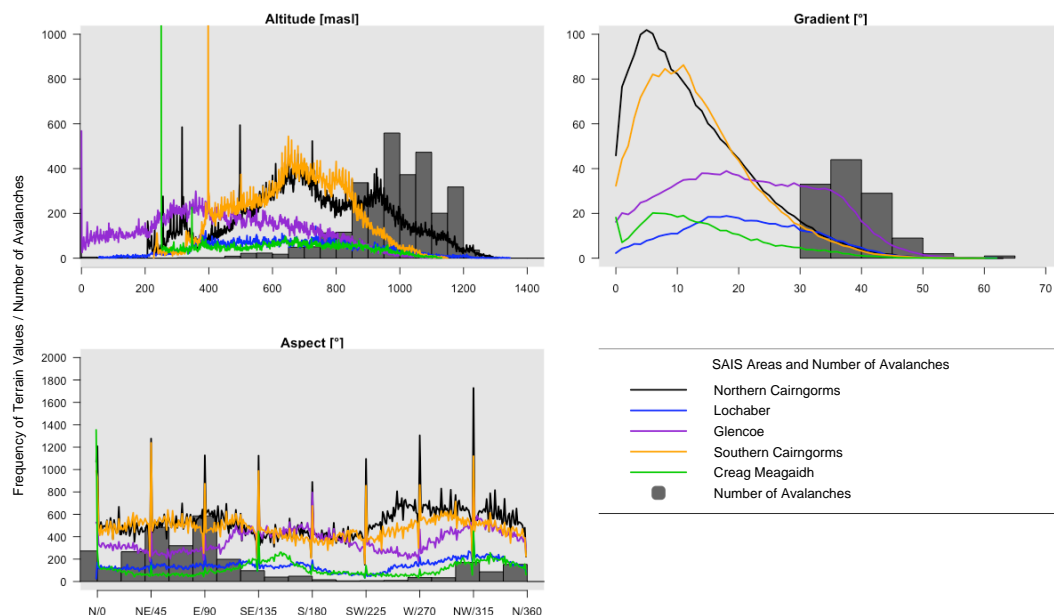 Altitude [masl]
Gradient [°]
1000
800
600
400
200
0
0 200 400 600 800 1000 1200 1400
100
80
60
40
20
0
0 10 20 30 40 50 60 70
Frequency of Terrain Values / Number of Avalanches
Aspect [°]
2000
1800
1600
1400
1200
1000
800
600
400
200
0
N/0 NE/45 E/90 SE/135 S/180 SW/225 W/270 NW/315 N/360
SAIS Areas and Number of Avalanches
Northern Cairngorms
Lochaber
Glencoe
Southern Cairngorms
Creag Meagaidh
Number of Avalanches